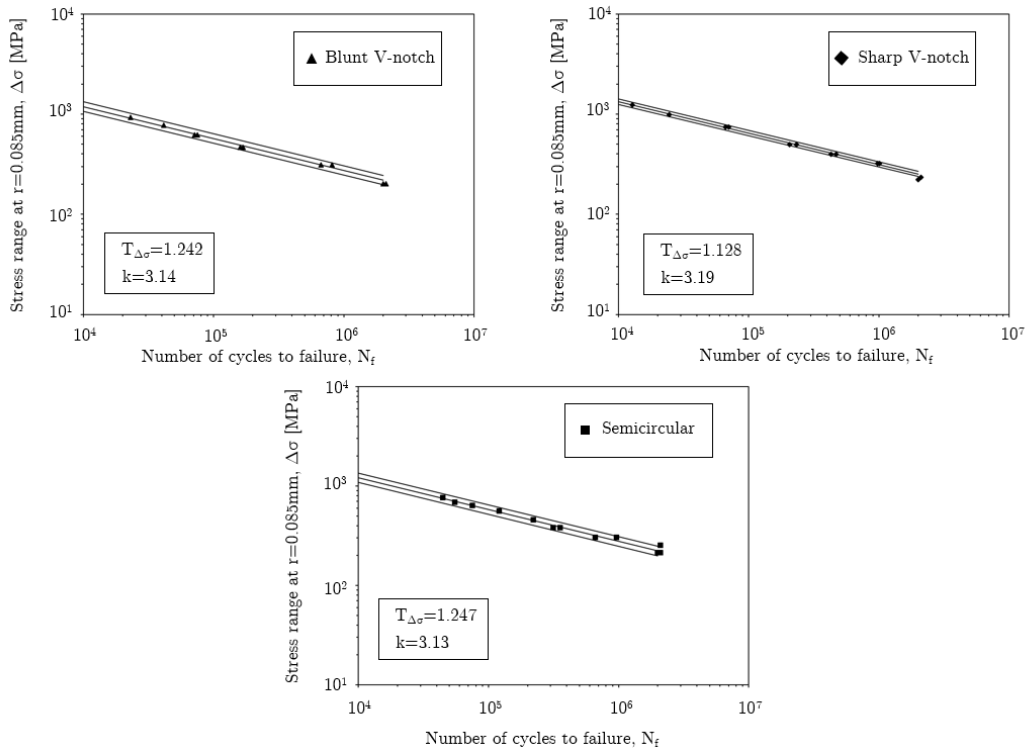 Stress range at r=0.085mm, Δσ [MPa]
10⁴
10³
10²
10¹
▲ Blunt V-notch
T_Δσ=1.242
k=3.14
10⁴ 10⁵ 10⁶ 10⁷
Number of cycles to failure, N_f
Stress range at r=0.085mm, Δσ [MPa]
10⁴
10³
10²
10¹
◆ Sharp V-notch
T_Δσ=1.128
k=3.19
10⁴ 10⁵ 10⁶ 10⁷
Number of cycles to failure, N_f
Stress range at r=0.085mm, Δσ [MPa]
10⁴
10³
10²
10¹
■ Semicircular
T_Δσ=1.247
k=3.13
10⁴ 10⁵ 10⁶ 10⁷
Number of cycles to failure, N_f